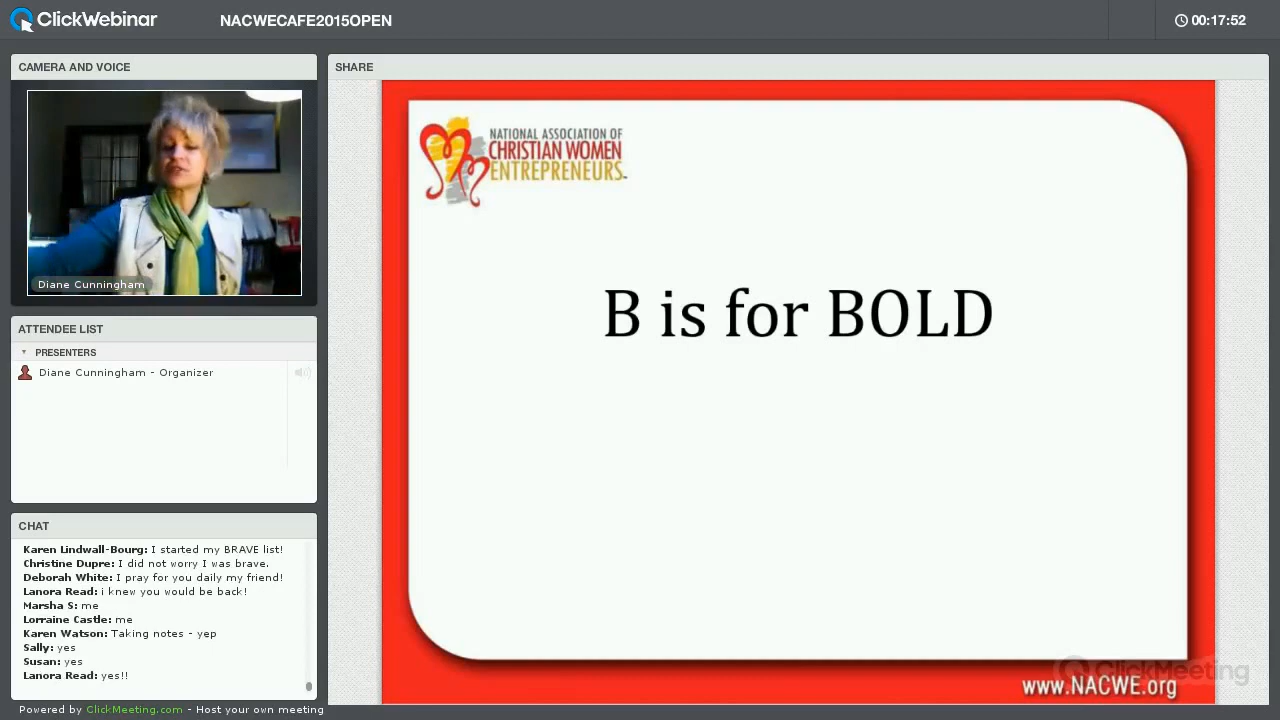 ClickWebinar
NACWECAFE2015OPEN
00:17:52
CAMERA AND VOICE
Diane Cunningham
ATTENDEE LIST
PRESENTERS
Diane Cunningham - Organizer
CHAT
Karen Lindwall-Bourg: I started my BRAVE list!
Christine Dupre: I did not worry I was brave.
Deborah White: I pray for you daily my friend!
Lanora Read: I knew you would be back!
Marsha S: me
Lorraine Castle: me
Karen Watson: Taking notes - yep
Sally I:
Susan: yes
Lanora Read: yes!!
Powered by ClickMeeting.com - Host your own meeting
SHARE
NATIONAL ASSOCIATION OF
CHRISTIAN WOMEN
ENTREPRENEURS
B is for BOLD
ClickMeeting
www.NACWE.org